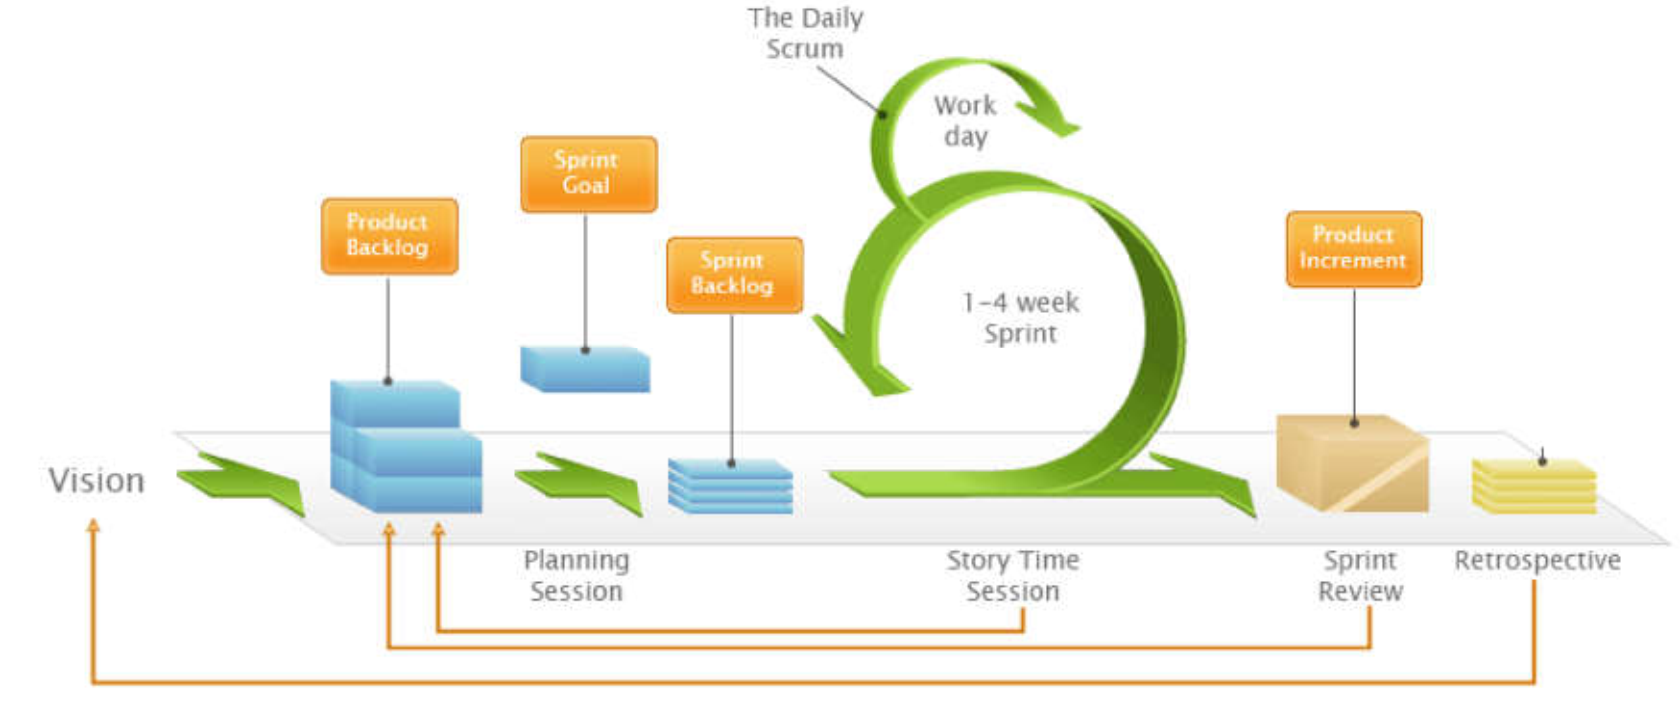 The Daily
Scrum
Work
day
Sprint
Goal
Product
Backlog
Sprint
Backlog
Product
Increment
1-4 week
Sprint
Vision
Planning
Session
Story Time
Session
Sprint
Review
Retrospective